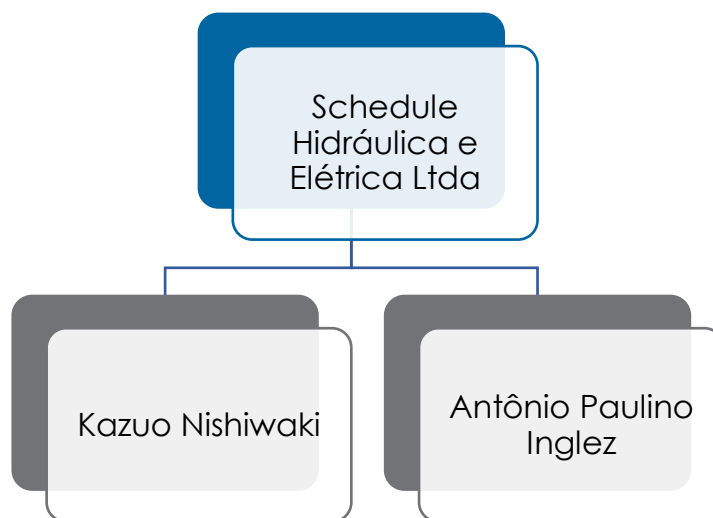 Schedule
Hidráulica e
Elétrica Ltda
Kazuo Nishiwaki
Antônio Paulino
Inglez